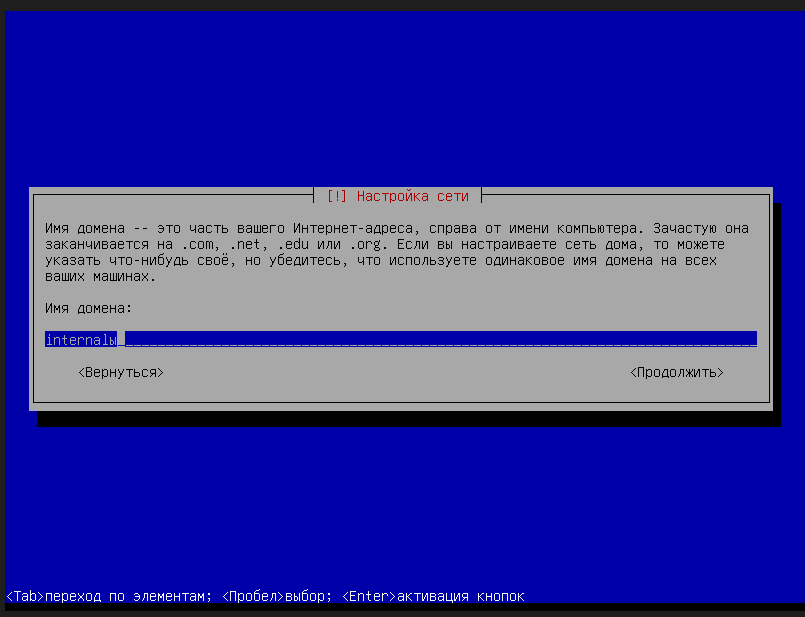 [!] Настройка сети
Имя домена -- это часть вашего Интернет-адреса, справа от имени компьютера. Зачастую она
заканчивается на .com, .net, .edu или .org. Если вы настраиваете сеть дома, то можете
указать что-нибудь своё, но убедитесь, что используете одинаковое имя домена на всех
ваших машинах.
Имя домена:
internalы
<Вернуться> <Продолжить>
<Tab>переход по элементам; <Пробел>выбор; <Enter>активация кнопок